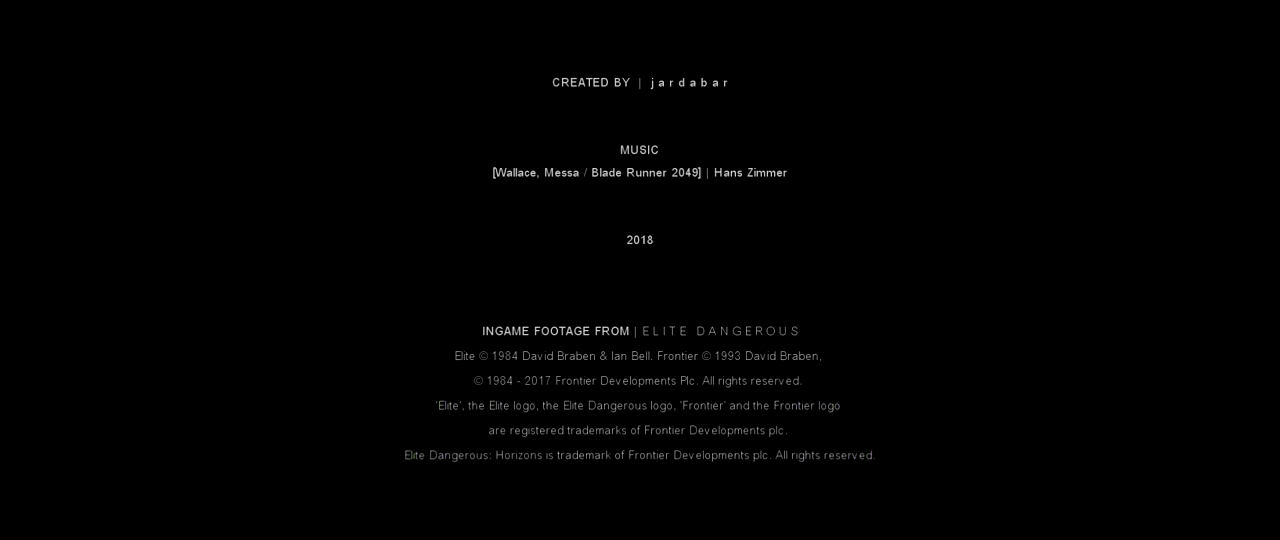 CREATED BY | j a r d a b a r
MUSIC
[Wallace, Messa / Blade Runner 2049] | Hans Zimmer
2018
INGAME FOOTAGE FROM | E L I T E  D A N G E R O U S
Elite © 1984 David Braben & Ian Bell. Frontier © 1993 David Braben,
© 1984 - 2017 Frontier Developments Plc. All rights reserved.
'Elite', the Elite logo, the Elite Dangerous logo, 'Frontier' and the Frontier logo
are registered trademarks of Frontier Developments plc.
Elite Dangerous: Horizons is trademark of Frontier Developments plc. All rights reserved.